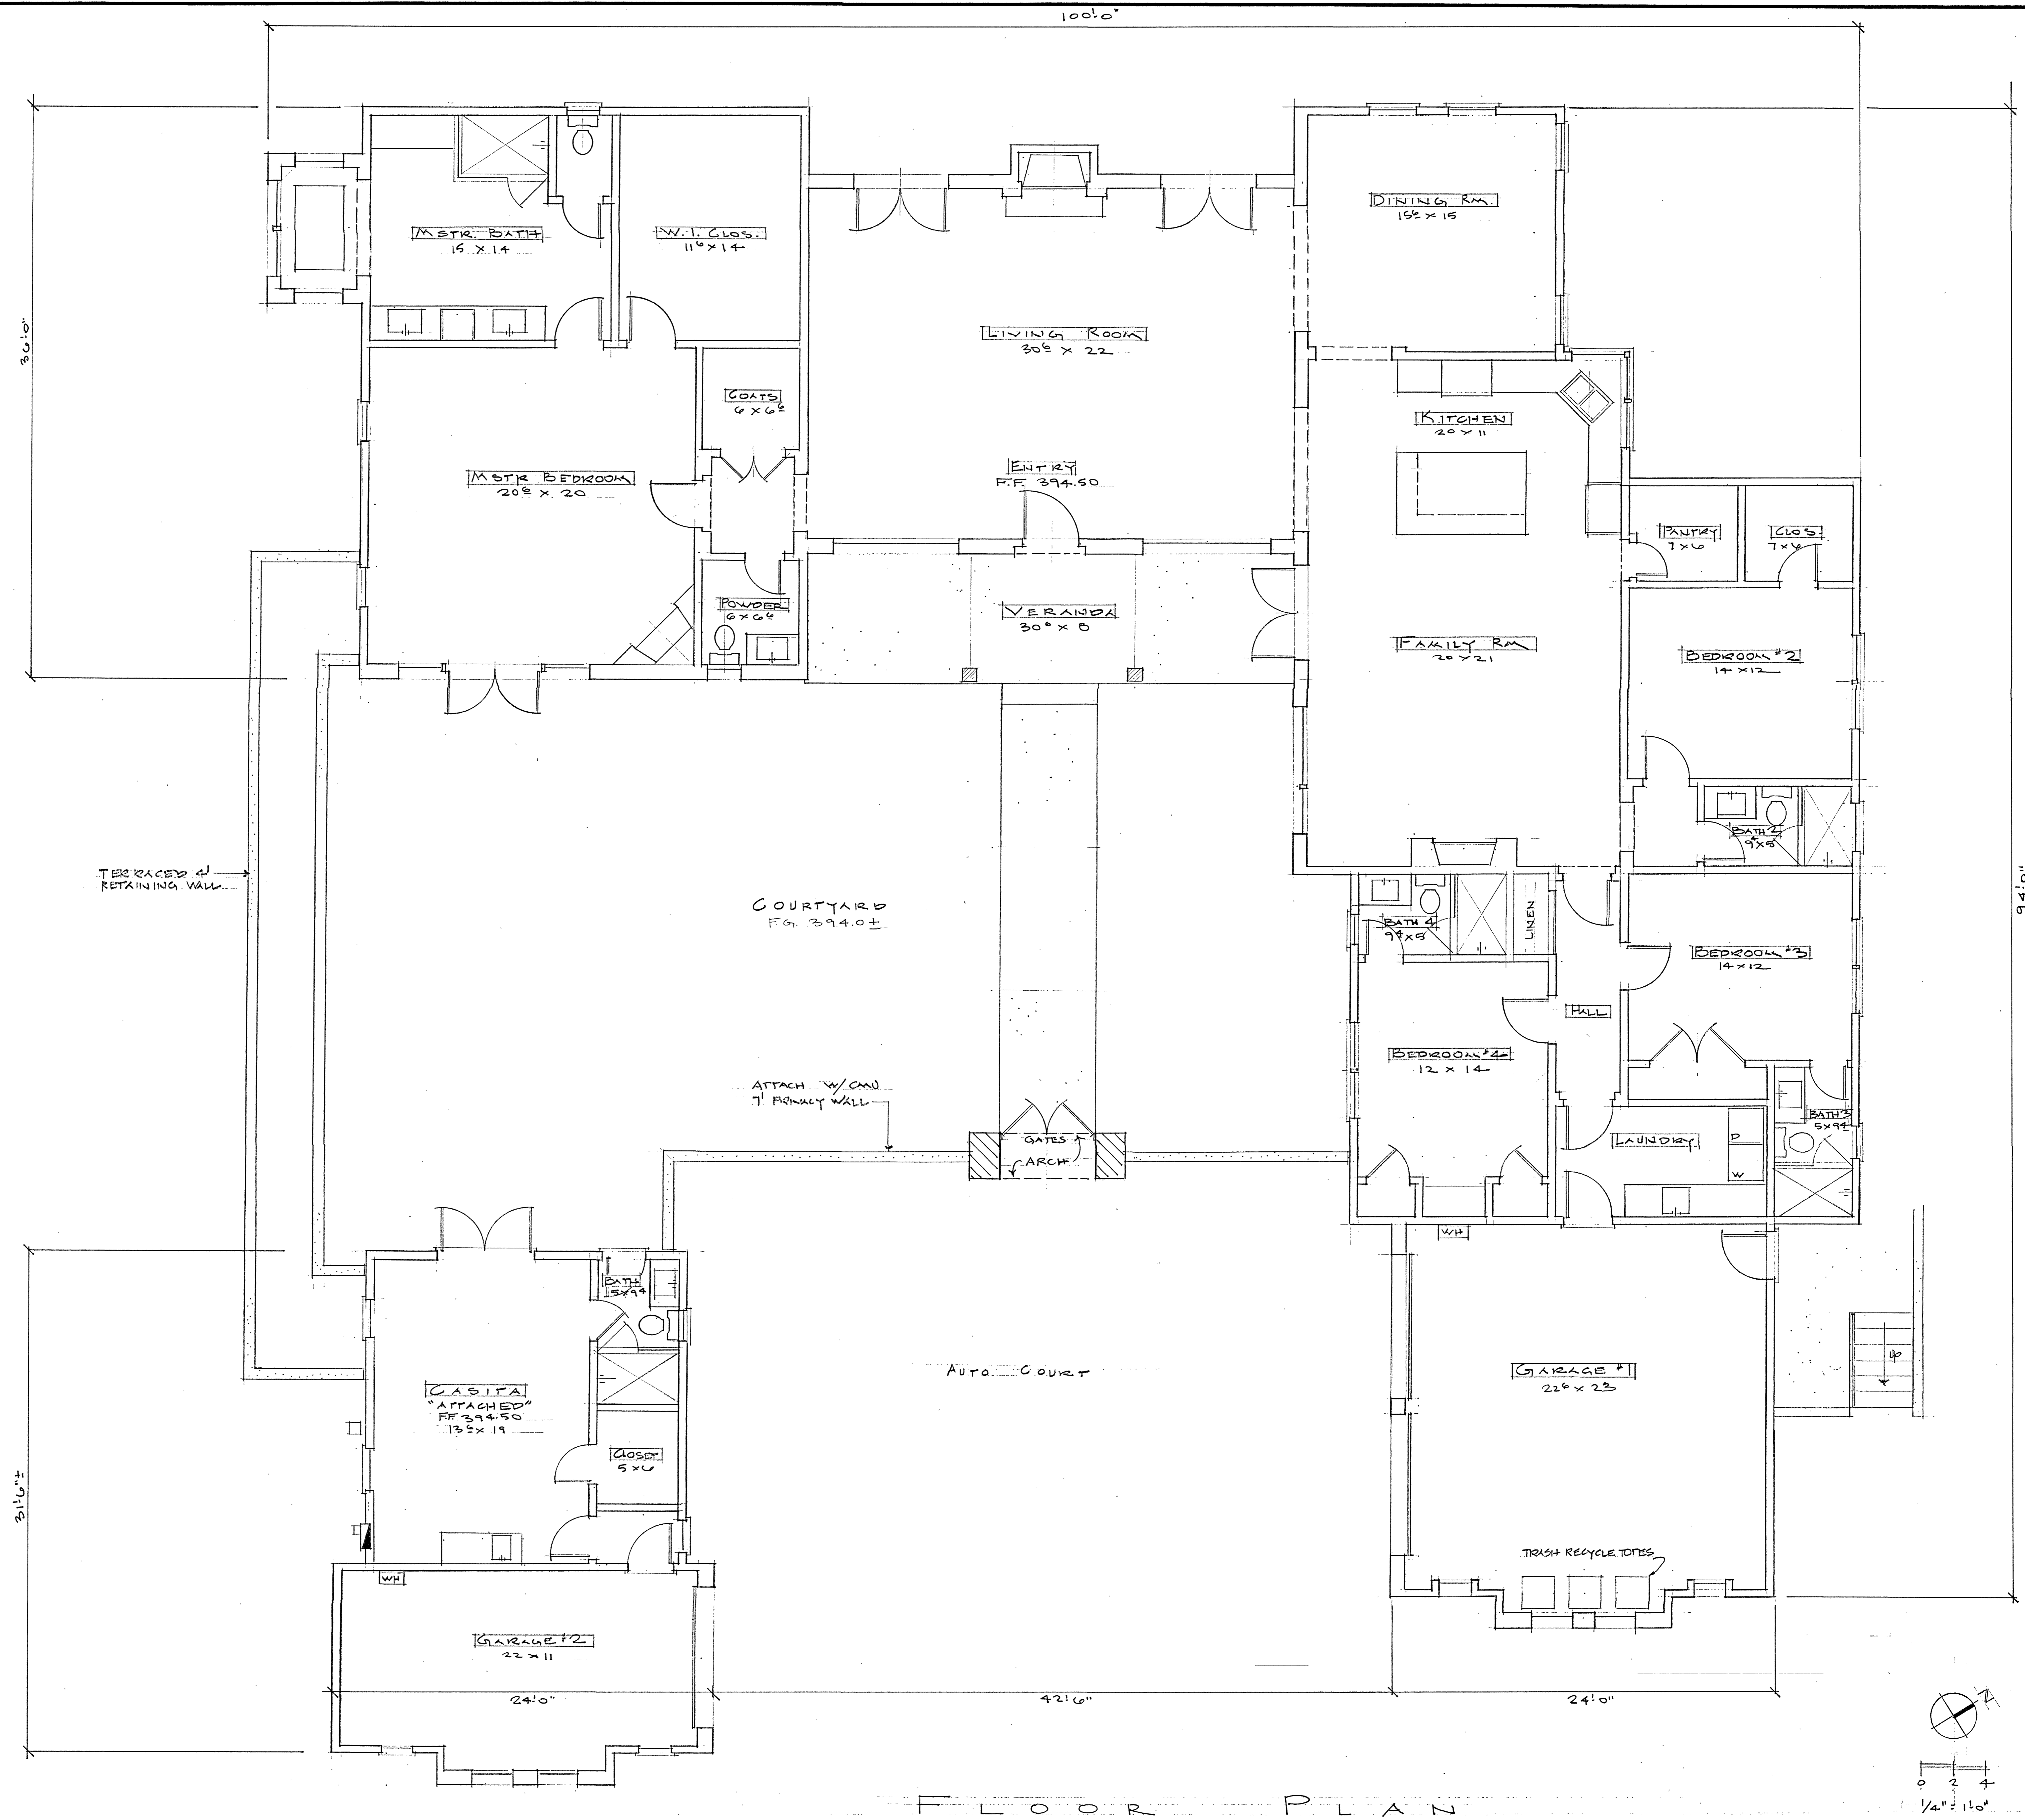 100'-0"
36'-0"
MSTR. BATH
15 X 14
W.I. CLOS.
11⁶ X 14
DINING RM.
15⁶ X 15
LIVING ROOM
30⁶ X 22
COATS
6 X 6⁶
KITCHEN
20 X 11
ENTRY
F.F. 394.50
MSTR BEDROOM
20⁶ X 20
PANTRY
7 X 6
CLOS.
7 X 6
POWDER
6 X 6⁶
VERANDA
30⁶ X 8
FAMILY RM
20 X 21
BEDROOM #2
14 X 12
BATH 2
9⁴ X 5
TERRACED 4'
RETAINING WALL
COURTYARD
F.G. 394.0±
94'-0"
BATH 4
9⁴ X 5
LINEN
BEDROOM #3
14 X 12
HALL
BEDROOM #4
12 X 14
ATTACH W/ CMU
7' PRIVACY WALL
GATES
ARCH
LAUNDRY
D
W
BATH 3
5 X 9⁴
WH
BATH
5 X 9⁴
UP
AUTO COURT
GARAGE #1
22⁶ X 23
CASITA
"ATTACHED"
F.F. 394.50
13⁶ X 19
CLOSET
5 X 6
31'-6"±
TRASH RECYCLE TOTES
WH
GARAGE #2
22 X 11
24'-0"
42'-6"
24'-0"
N
0 2 4
1/4" = 1'-0"
FLOOR PLAN